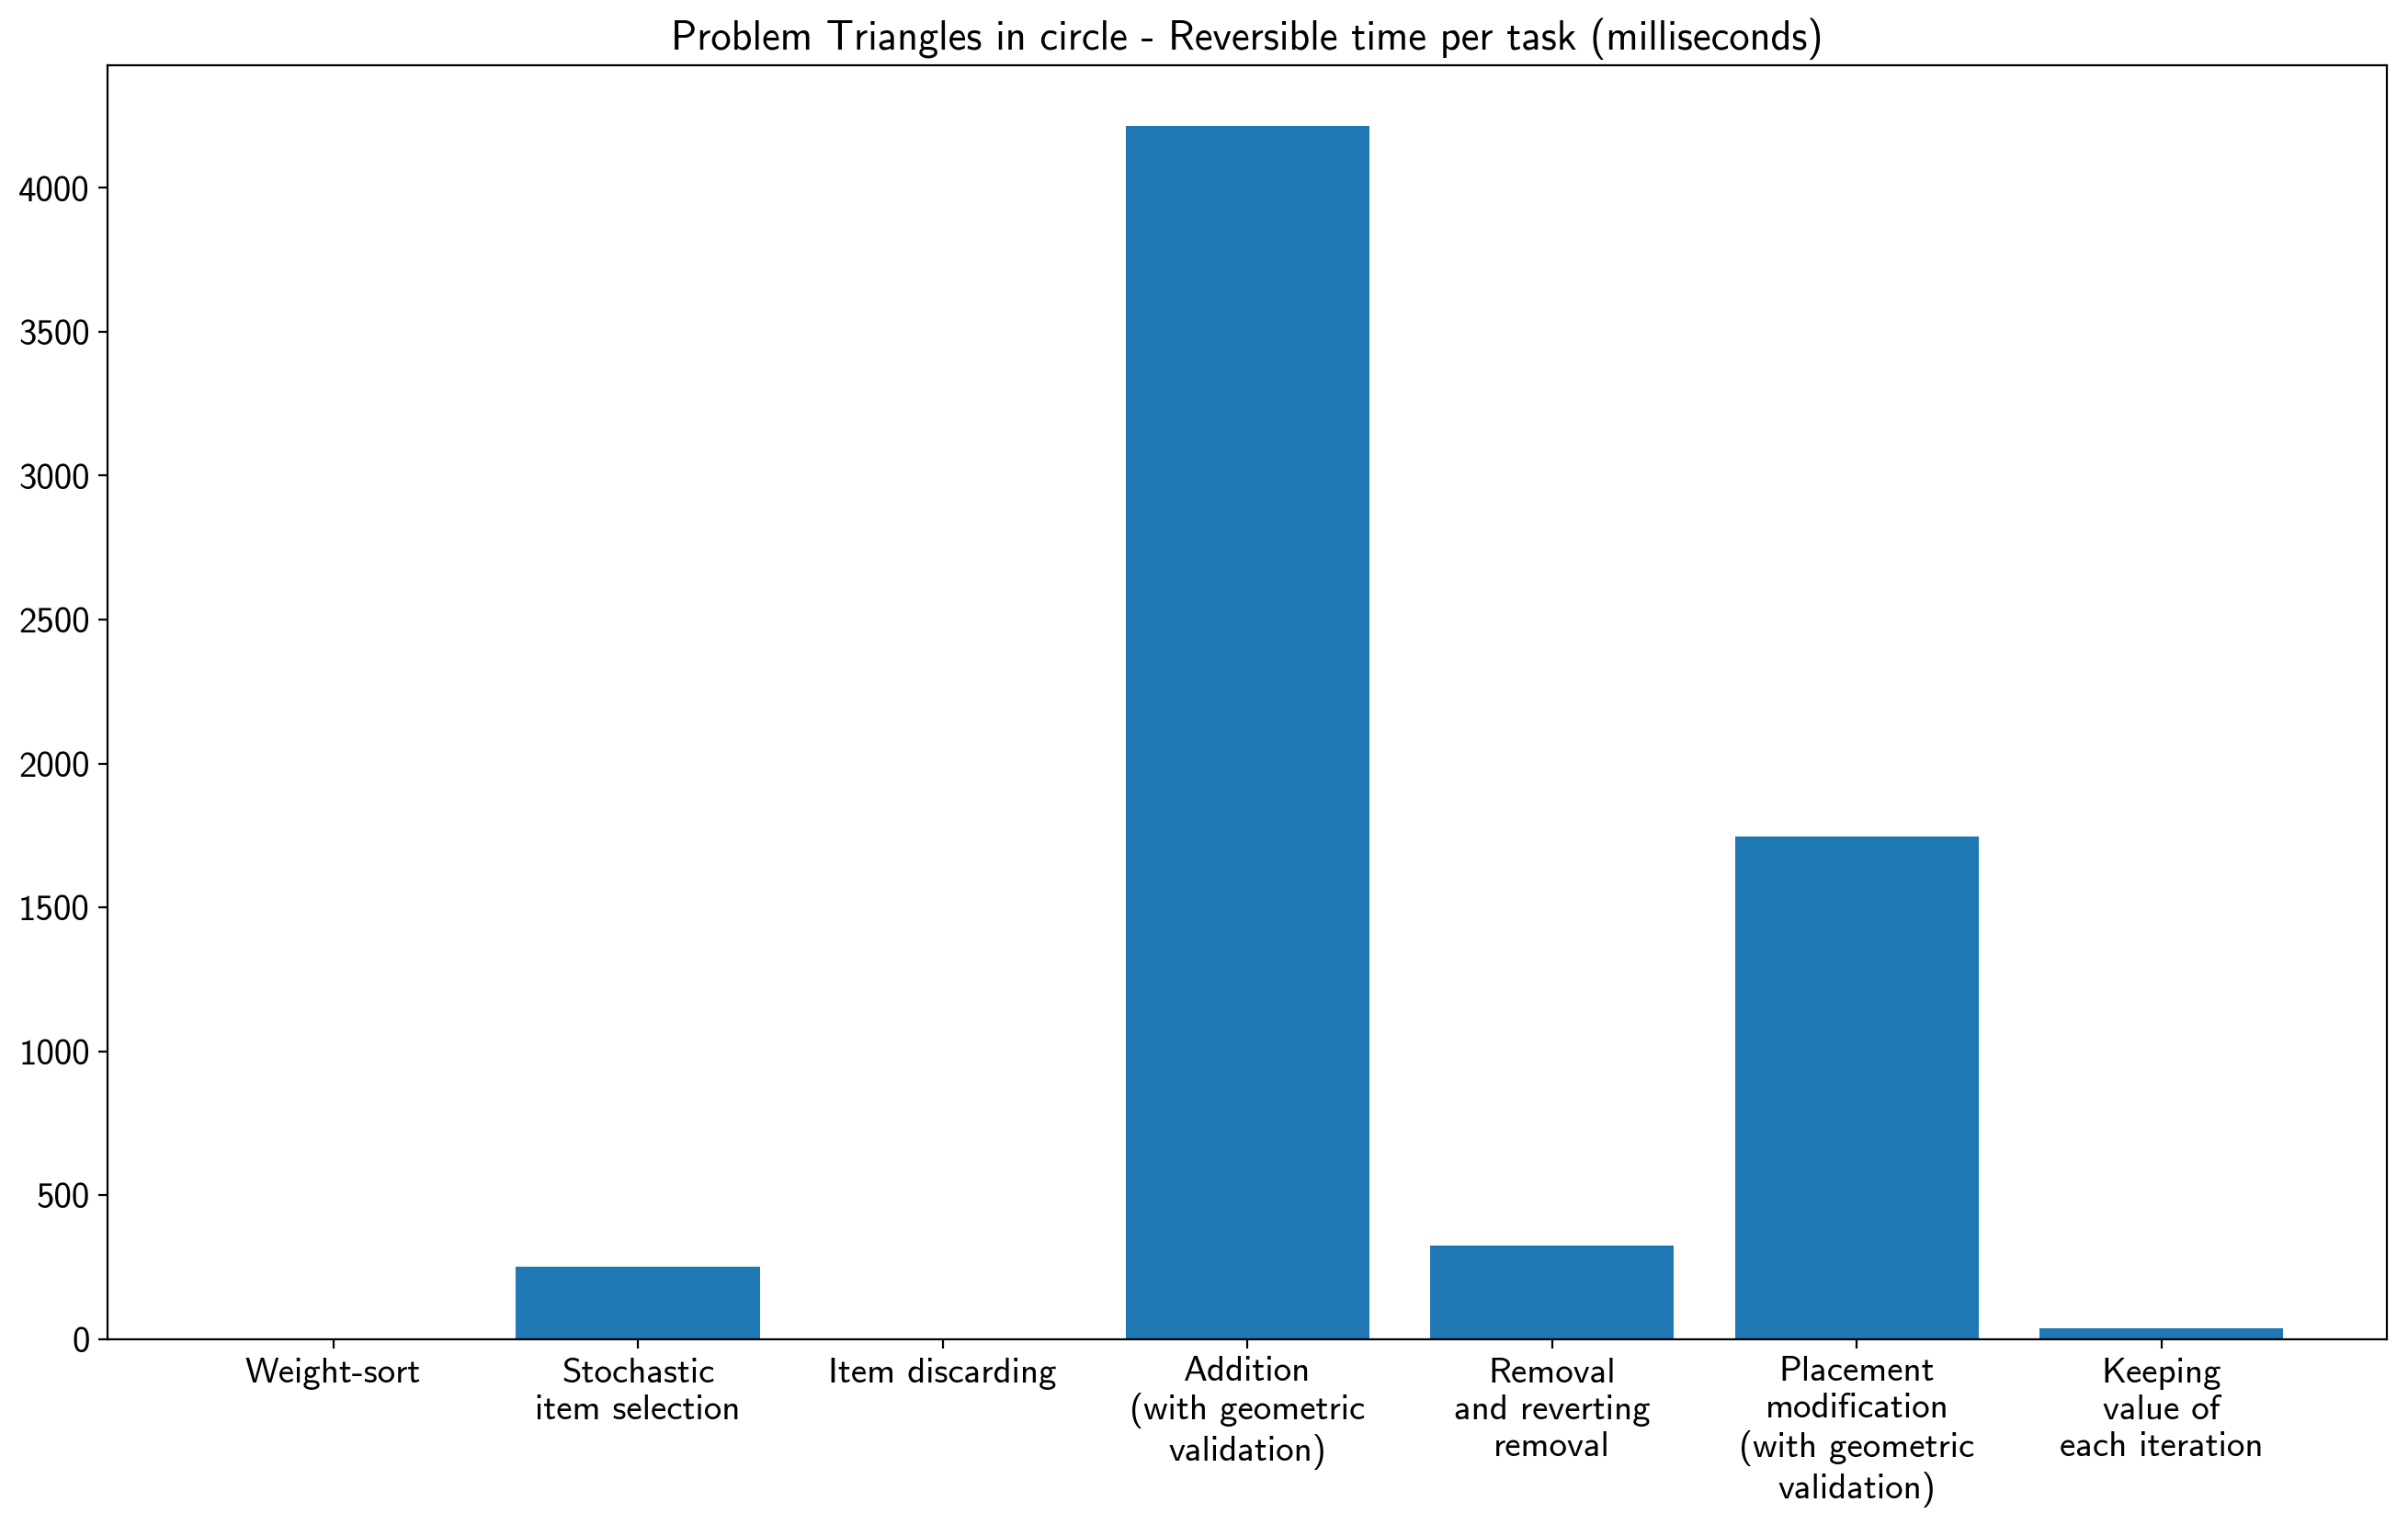 Problem Triangles in circle - Reversible time per task (milliseconds)
4000
3500
3000
2500
2000
1500
1000
500
0
Weight-sort
Stochastic
item selection
Item discarding
Addition
(with geometric
validation)
Removal
and reverting
removal
Placement
modification
(with geometric
validation)
Keeping
value of
each iteration